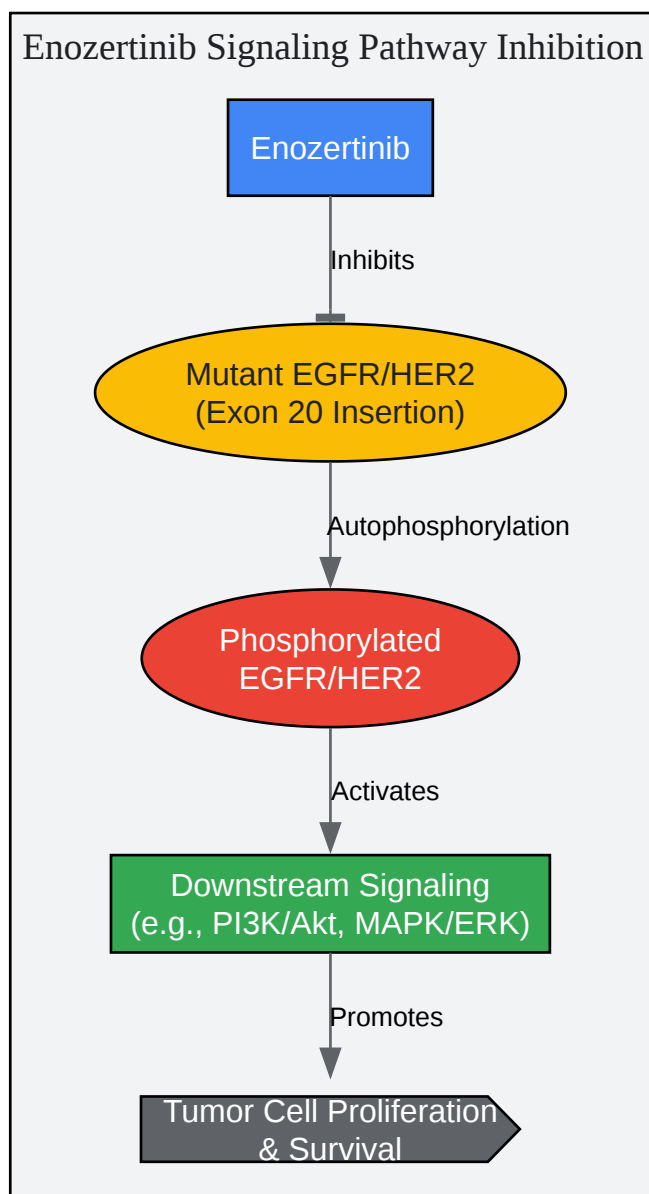 Enozertinib Signaling Pathway Inhibition
Enozertinib
Inhibits
Mutant EGFR/HER2
(Exon 20 Insertion)
Autophosphorylation
Phosphorylated
EGFR/HER2
Activates
Downstream Signaling
(e.g., PI3K/Akt, MAPK/ERK)
Promotes
Tumor Cell Proliferation
& Survival